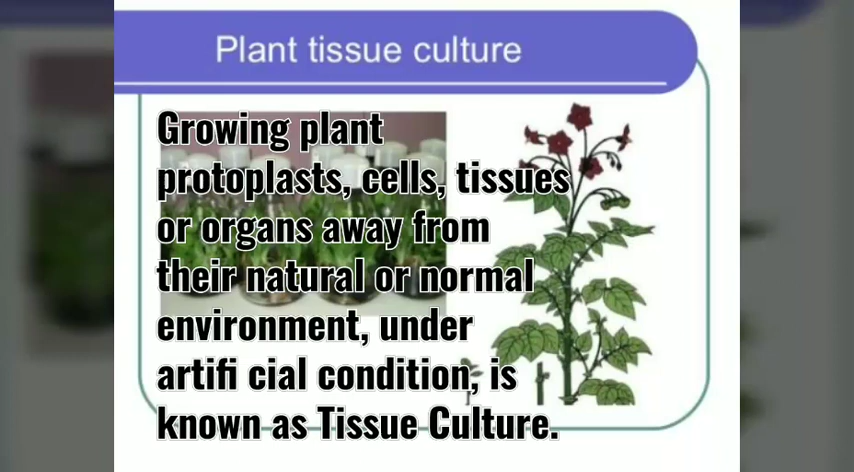 Plant tissue culture
Growing plant
protoplasts, cells, tissues
or organs away from
their natural or normal
environment, under
artifi cial condition, is
known as Tissue Culture.